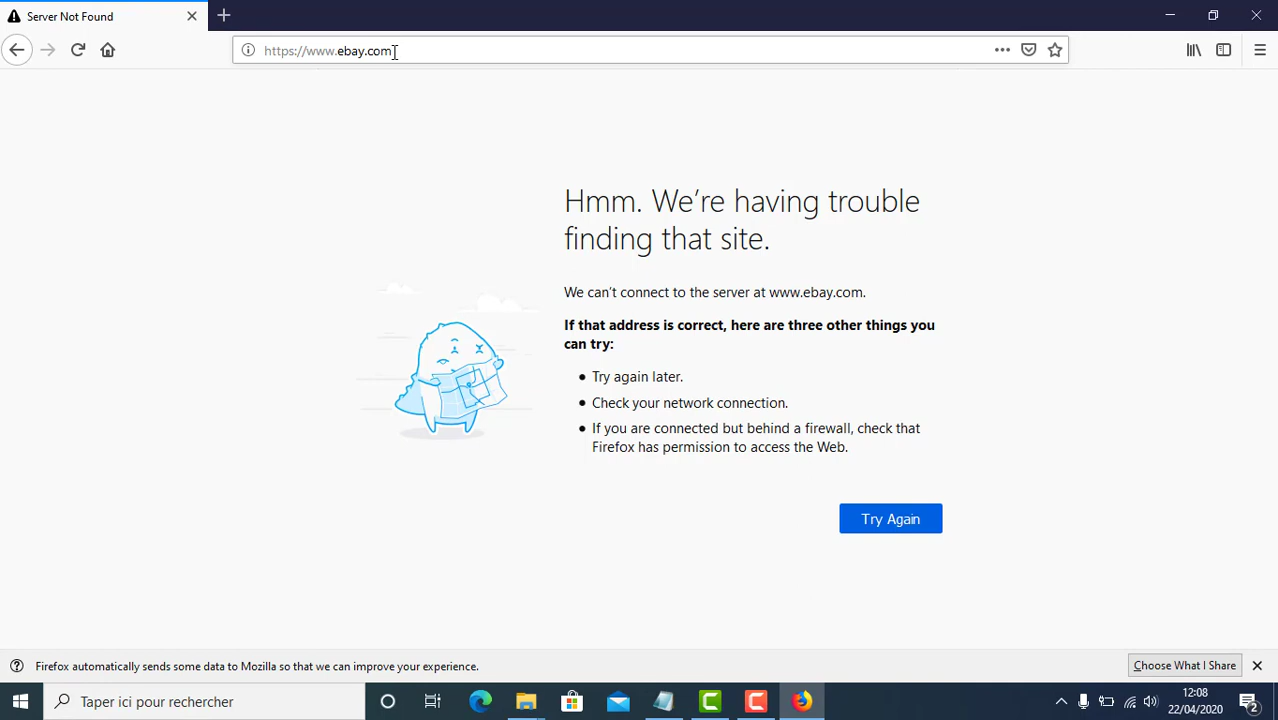 Server Not Found
https://www.ebay.com
Hmm. We’re having trouble
finding that site.
We can’t connect to the server at www.ebay.com.
If that address is correct, here are three other things you
can try:
Try again later.
Check your network connection.
If you are connected but behind a firewall, check that
Firefox has permission to access the Web.
Try Again
Firefox automatically sends some data to Mozilla so that we can improve your experience.
Choose What I Share
Taper ici pour rechercher
12:08
22/04/2020
2